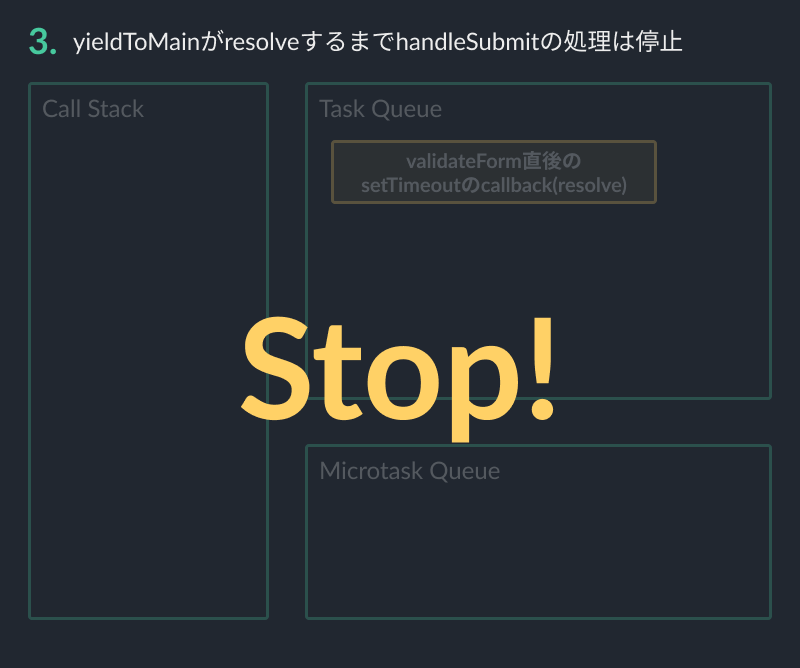 3. yieldToMainがresolveするまでhandleSubmitの処理は停止
Call Stack
Task Queue
validateForm直後の
setTimeoutのcallback(resolve)
Stop!
Microtask Queue